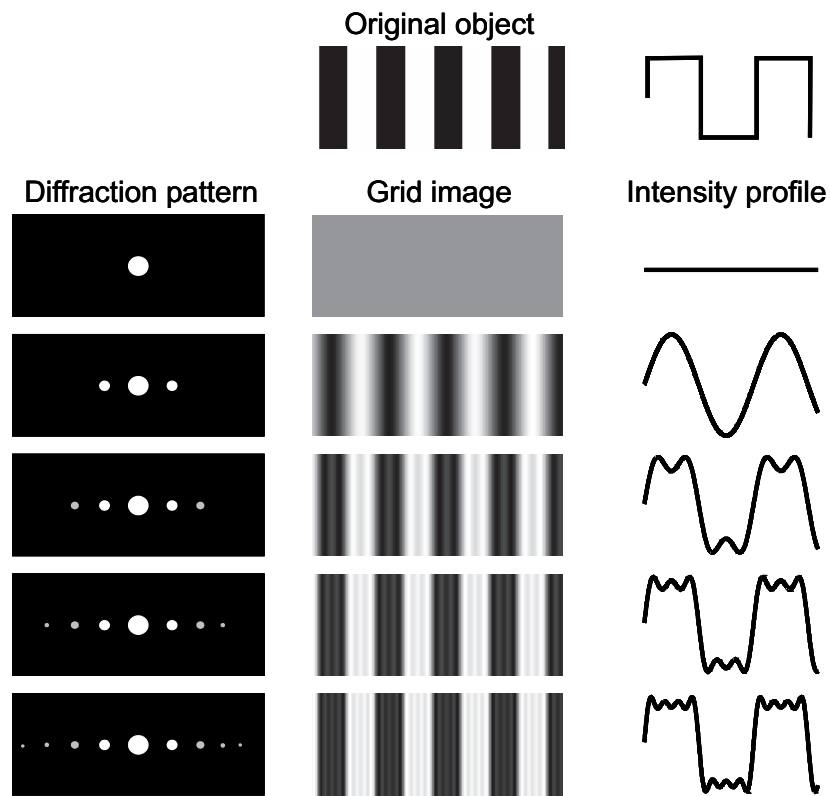 Original object
Diffraction pattern
Grid image
Intensity profile